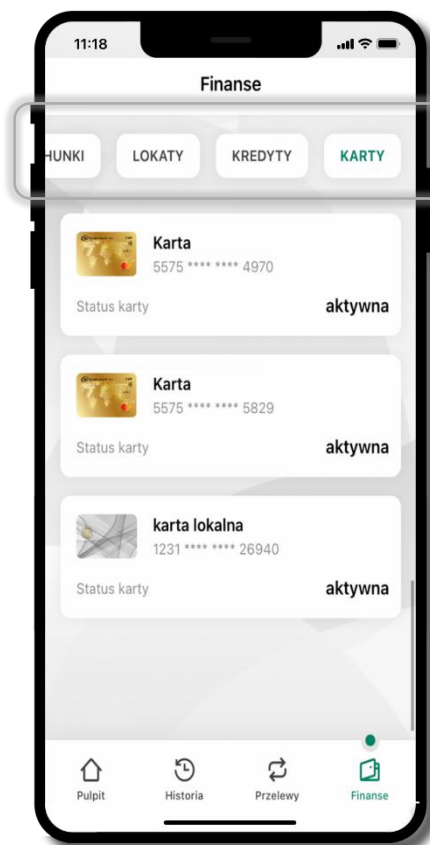 11:18
Finanse
HUNKI LOKATY KREDYTY KARTY
Karta
5575 **** **** 4970
Status karty aktywna
Karta
5575 **** **** 5829
Status karty aktywna
karta lokalna
1231 **** **** 26940
Status karty aktywna
Pulpit Historia Przelewy Finanse